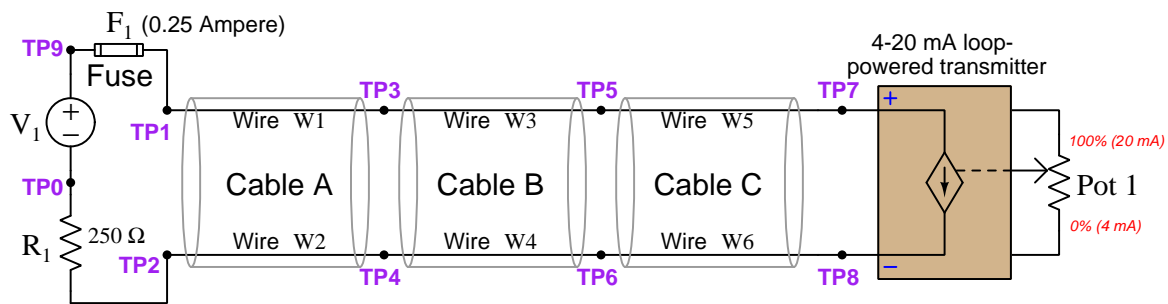 F1 (0.25 Ampere)
TP9
Fuse
4-20 mA loop-
powered transmitter
TP3
TP5
TP7
+
V1
+
−
TP1
Wire W1
Wire W3
Wire W5
100% (20 mA)
TP0
Cable A
Cable B
Cable C
Pot 1
R1
250 Ω
0% (4 mA)
Wire W2
Wire W4
Wire W6
TP2
TP4
TP6
TP8
−